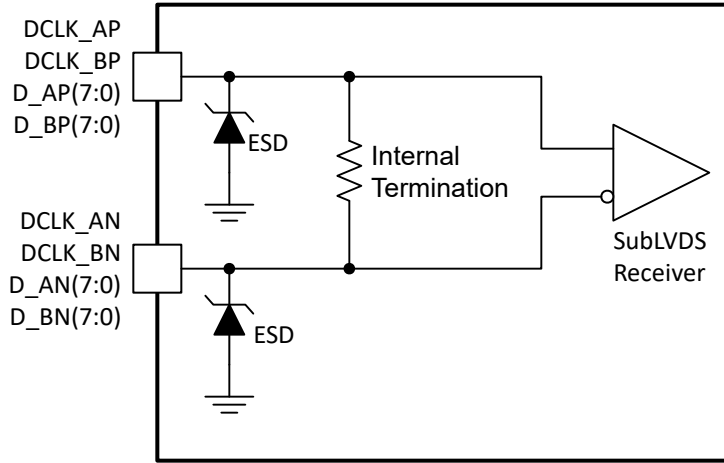 DCLK_AP
DCLK_BP
D_AP(7:0)
D_BP(7:0)
ESD
Internal
Termination
DCLK_AN
DCLK_BN
D_AN(7:0)
D_BN(7:0)
ESD
SubLVDS
Receiver